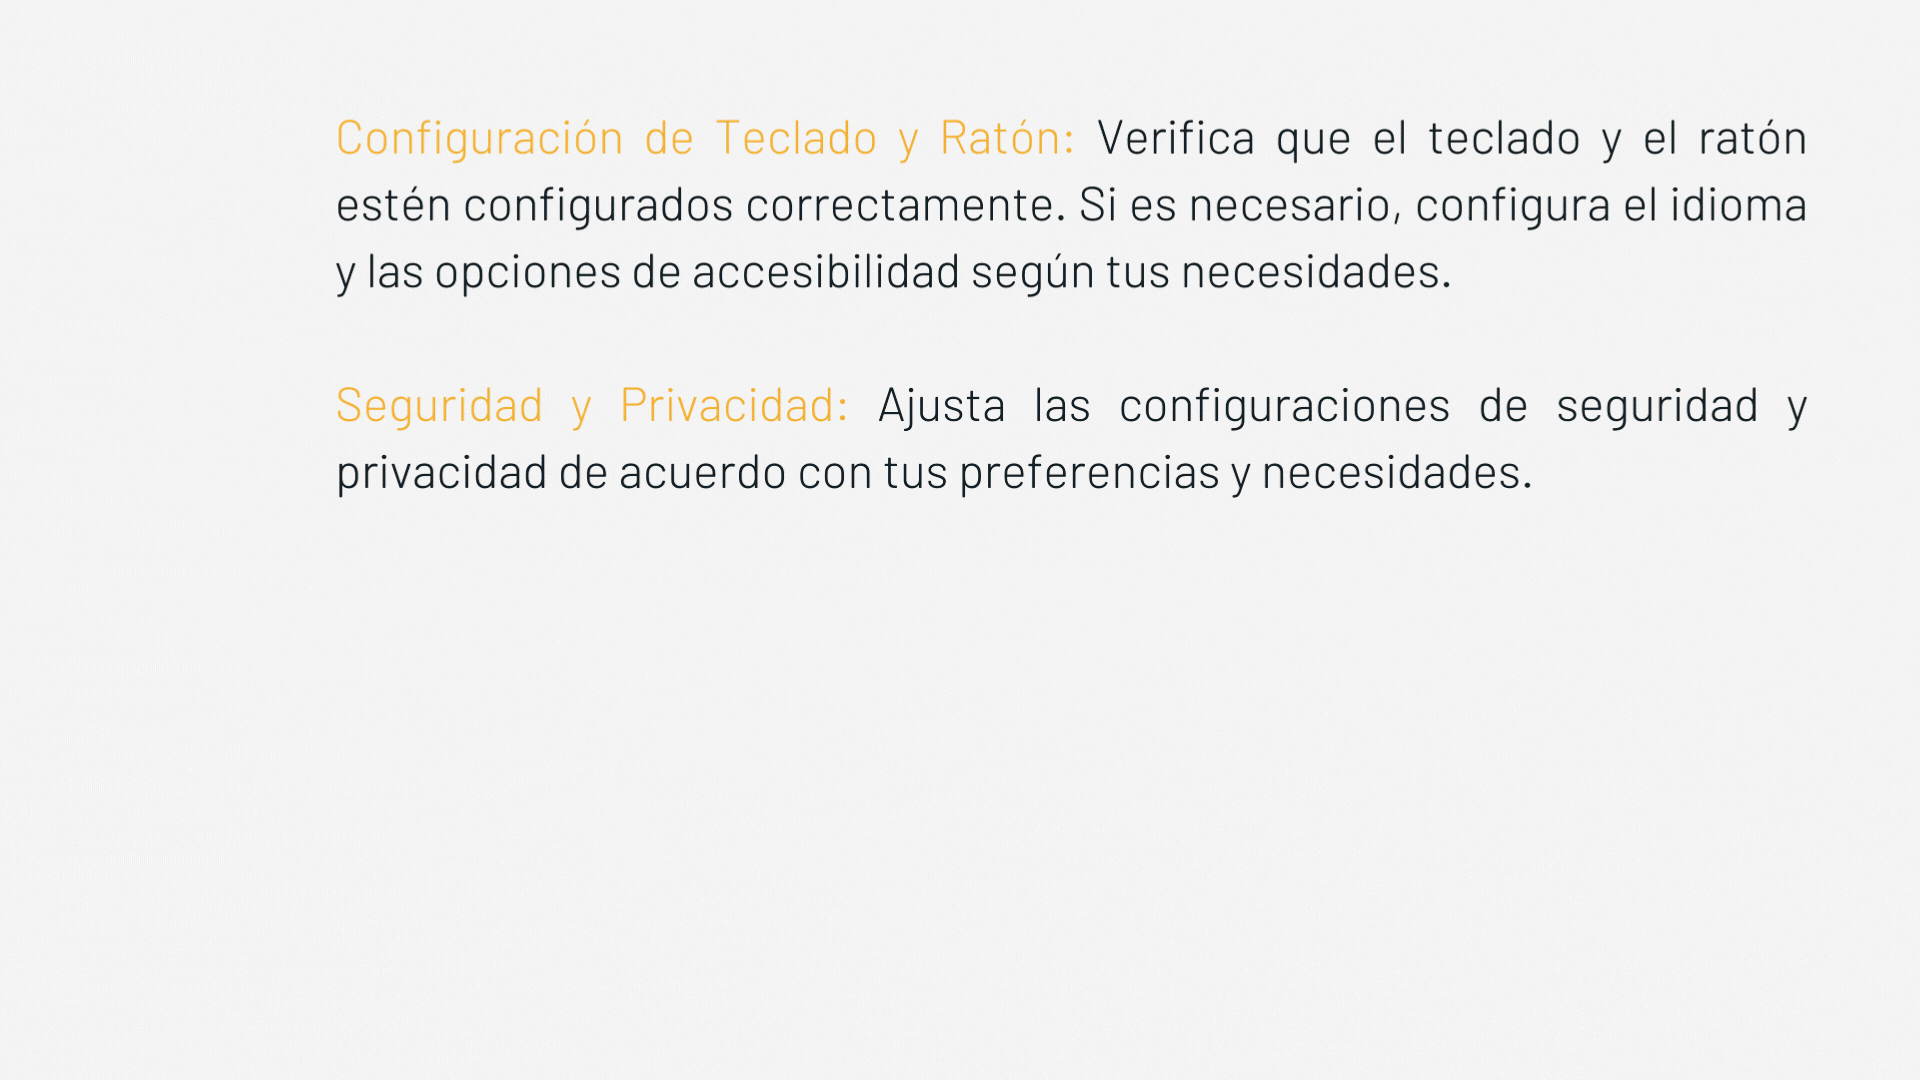 Configuración de Teclado y Ratón: Verifica que el teclado y el ratón
estén configurados correctamente. Si es necesario, configura el idioma
y las opciones de accesibilidad según tus necesidades.
Seguridad y Privacidad: Ajusta las configuraciones de seguridad y
privacidad de acuerdo con tus preferencias y necesidades.